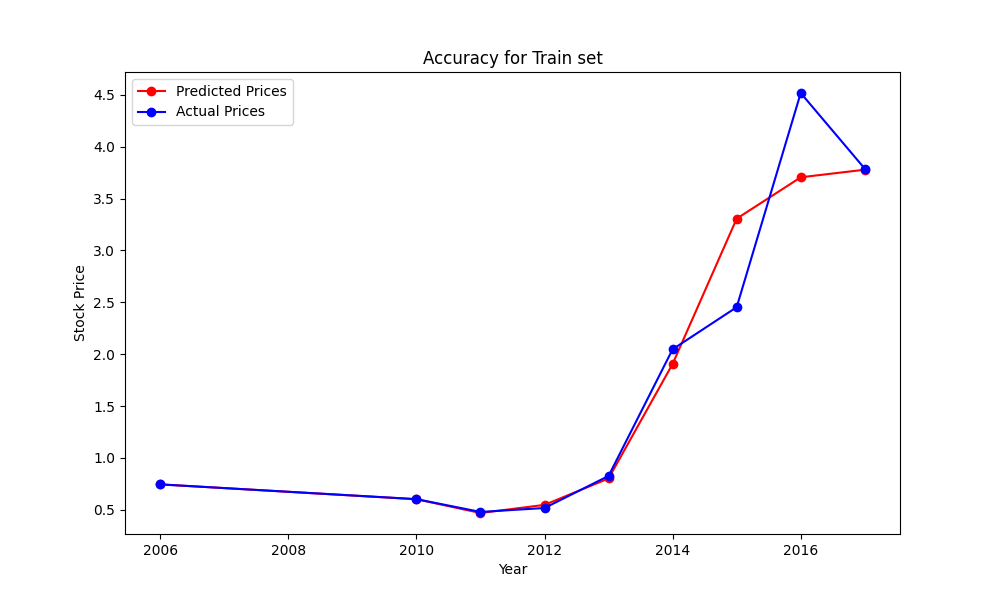 Accuracy for Train set
Predicted Prices
Actual Prices
4.5
4.0
3.5
3.0
2.5
2.0
1.5
1.0
0.5
Stock Price
2006 2008 2010 2012 2014 2016
Year